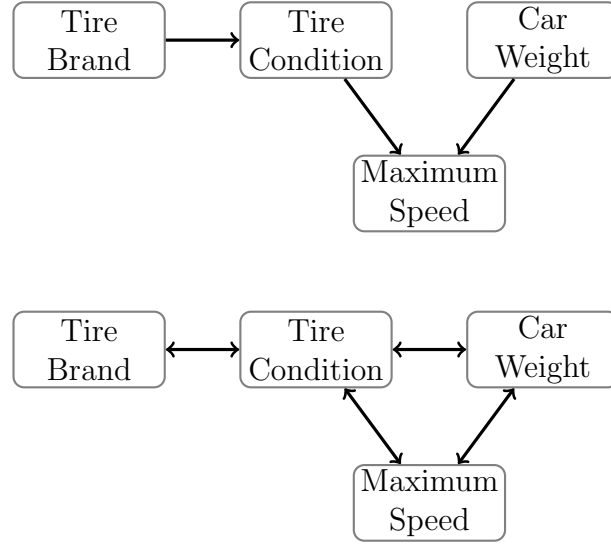 Tire
Brand
Tire
Condition
Car
Weight
Maximum
Speed
Tire
Brand
Tire
Condition
Car
Weight
Maximum
Speed